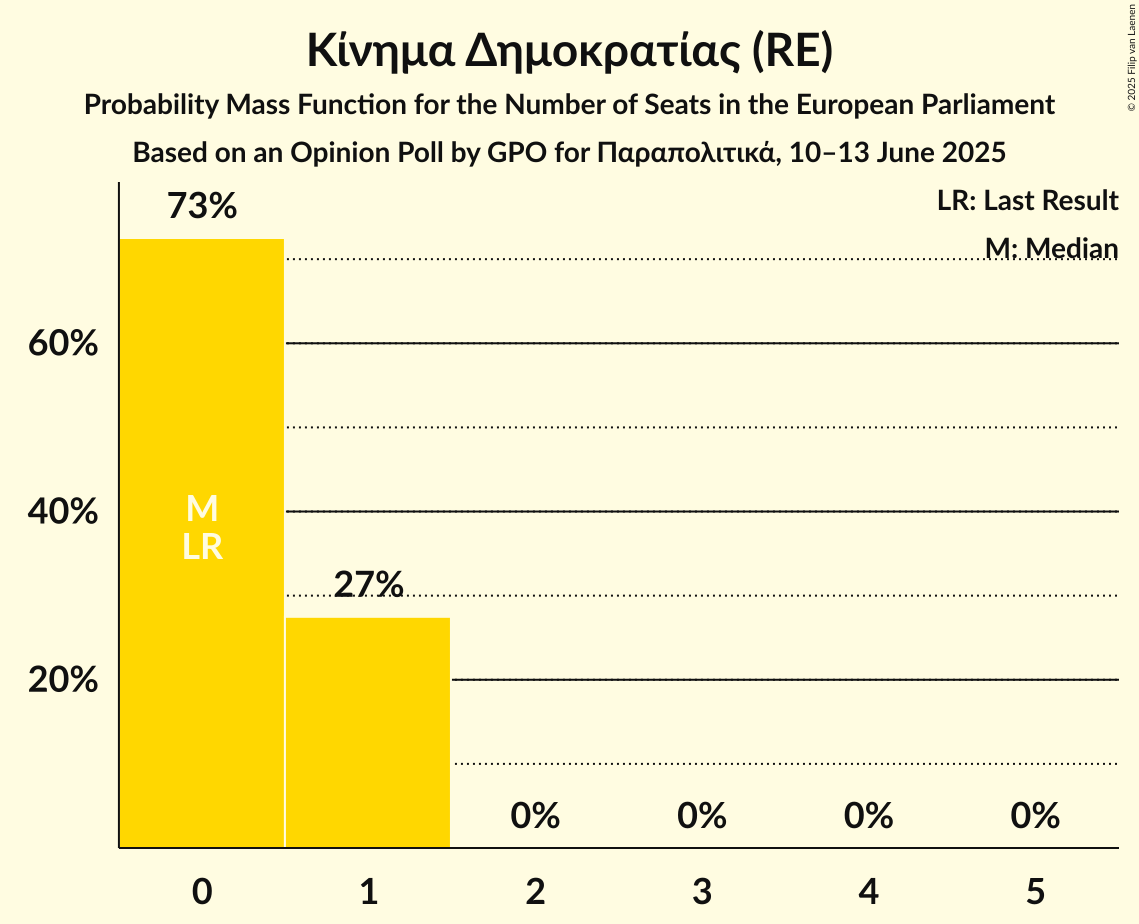 Κίνημα Δημοκρατίας (RE)
Probability Mass Function for the Number of Seats in the European Parliament
Based on an Opinion Poll by GPO for Παραπολιτικά, 10–13 June 2025
© 2025 Filip van Laenen
LR: Last Result
M: Median
73%
60%
40%
20%
M
LR
27%
0% 0% 0% 0%
0 1 2 3 4 5